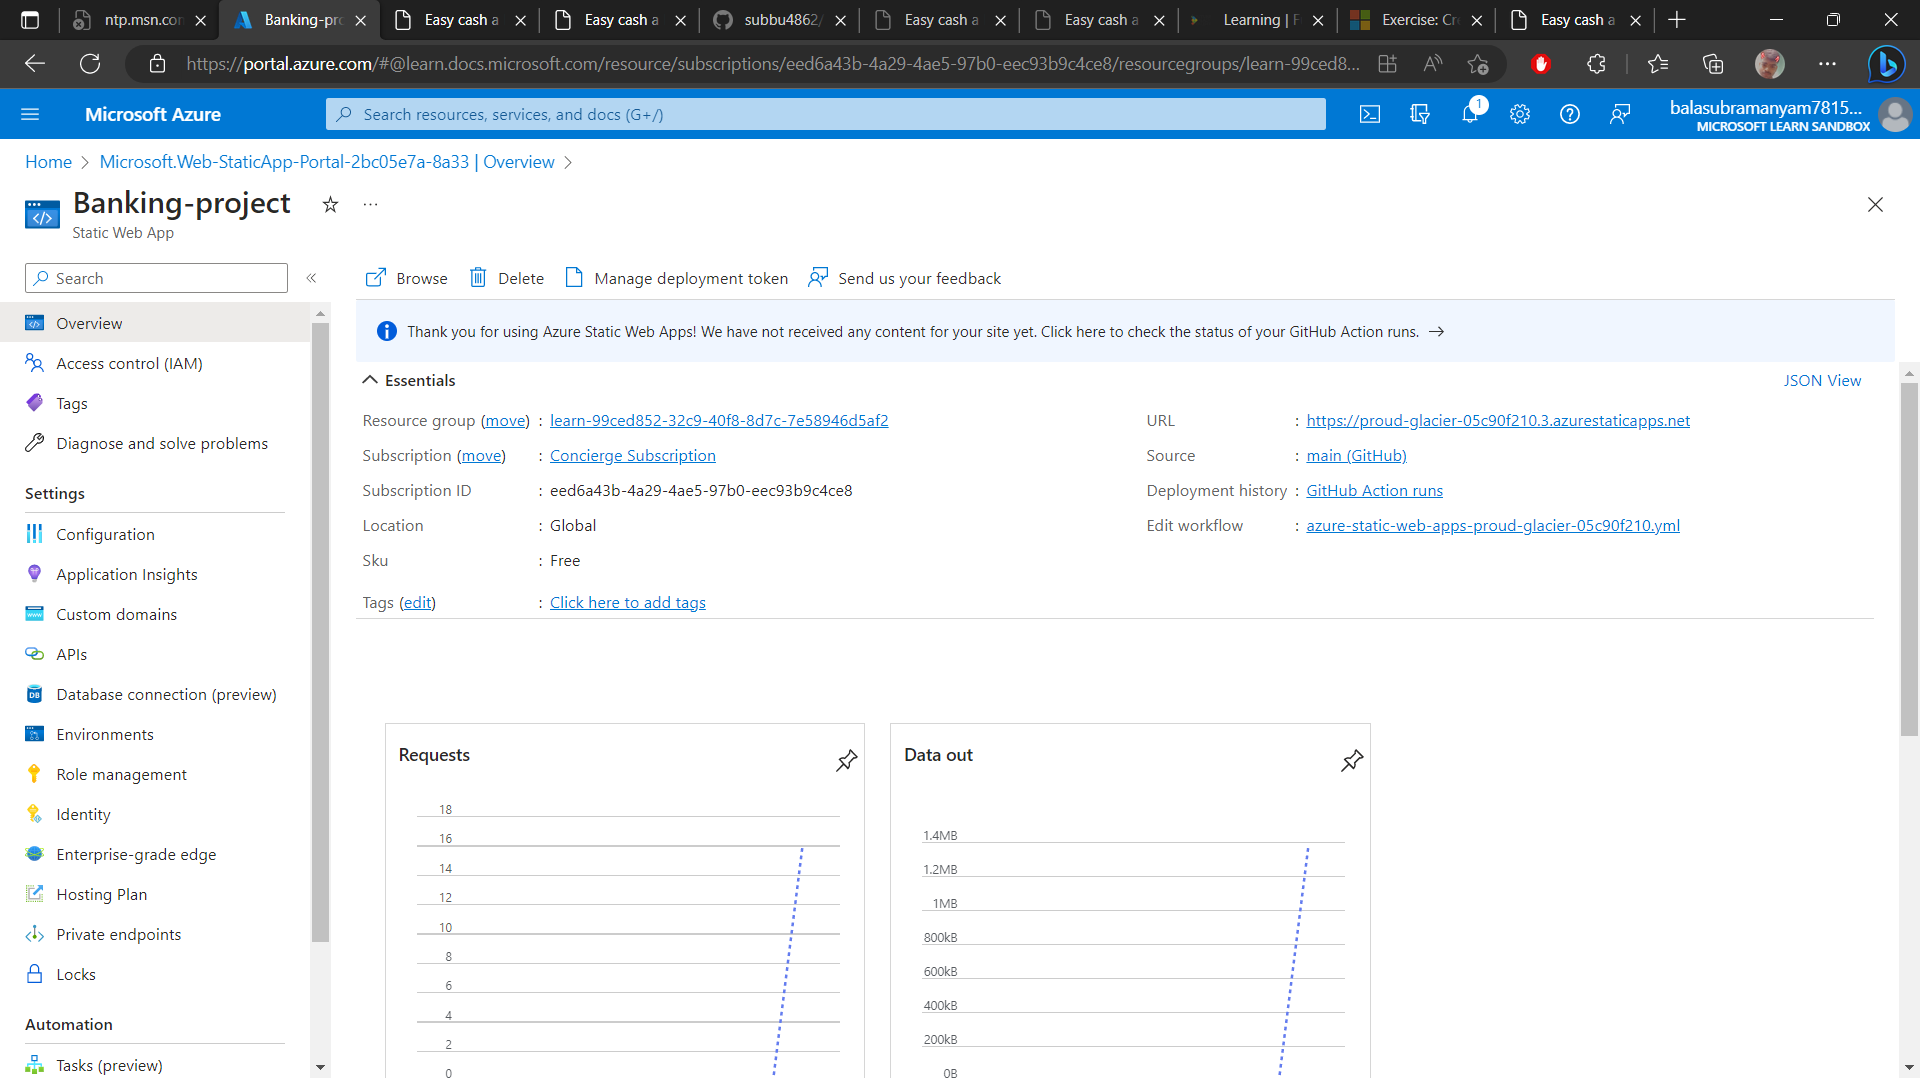 ntp.msn.con
Banking-pro
Easy cash a
Easy cash a
subbu4862/
Easy cash a
Easy cash a
Learning | F
Exercise: Cr
Easy cash a
https://portal.azure.com/#@learn.docs.microsoft.com/resource/subscriptions/eed6a43b-4a29-4ae5-97b0-eec93b9c4ce8/resourcegroups/learn-99ced8...
Microsoft Azure
Search resources, services, and docs (G+/)
1
balasubramanyam7815...
MICROSOFT LEARN SANDBOX
Home > Microsoft.Web-StaticApp-Portal-2bc05e7a-8a33 | Overview >
Banking-project
Static Web App
Search
Overview
Access control (IAM)
Tags
Diagnose and solve problems
Settings
Configuration
Application Insights
Custom domains
APIs
Database connection (preview)
Environments
Role management
Identity
Enterprise-grade edge
Hosting Plan
Private endpoints
Locks
Automation
Tasks (preview)
Browse
Delete
Manage deployment token
Send us your feedback
Thank you for using Azure Static Web Apps! We have not received any content for your site yet. Click here to check the status of your GitHub Action runs. →
Essentials
JSON View
Resource group (move) : learn-99ced852-32c9-40f8-8d7c-7e58946d5af2
Subscription (move) : Concierge Subscription
Subscription ID : eed6a43b-4a29-4ae5-97b0-eec93b9c4ce8
Location : Global
Sku : Free
Tags (edit) : Click here to add tags
URL : https://proud-glacier-05c90f210.3.azurestaticapps.net
Source : main (GitHub)
Deployment history : GitHub Action runs
Edit workflow : azure-static-web-apps-proud-glacier-05c90f210.yml
Requests
18
16
14
12
10
8
6
4
2
0
Data out
1.4MB
1.2MB
1MB
800kB
600kB
400kB
200kB
0B